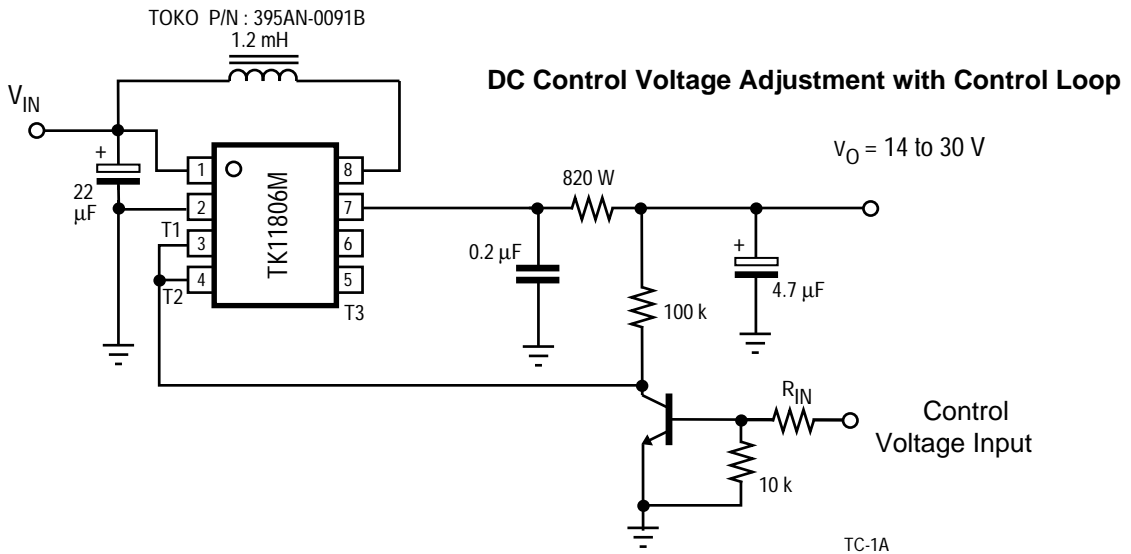 TOKO P/N : 395AN-0091B
1.2 mH
DC Control Voltage Adjustment with Control Loop
VIN
VO = 14 to 30 V
+
22
µF
1
2
3
4
8
7
6
5
T1
T2
T3
TK11806M
820 W
0.2 µF
+
4.7 µF
100 k
RIN
Control
Voltage Input
10 k
TC-1A